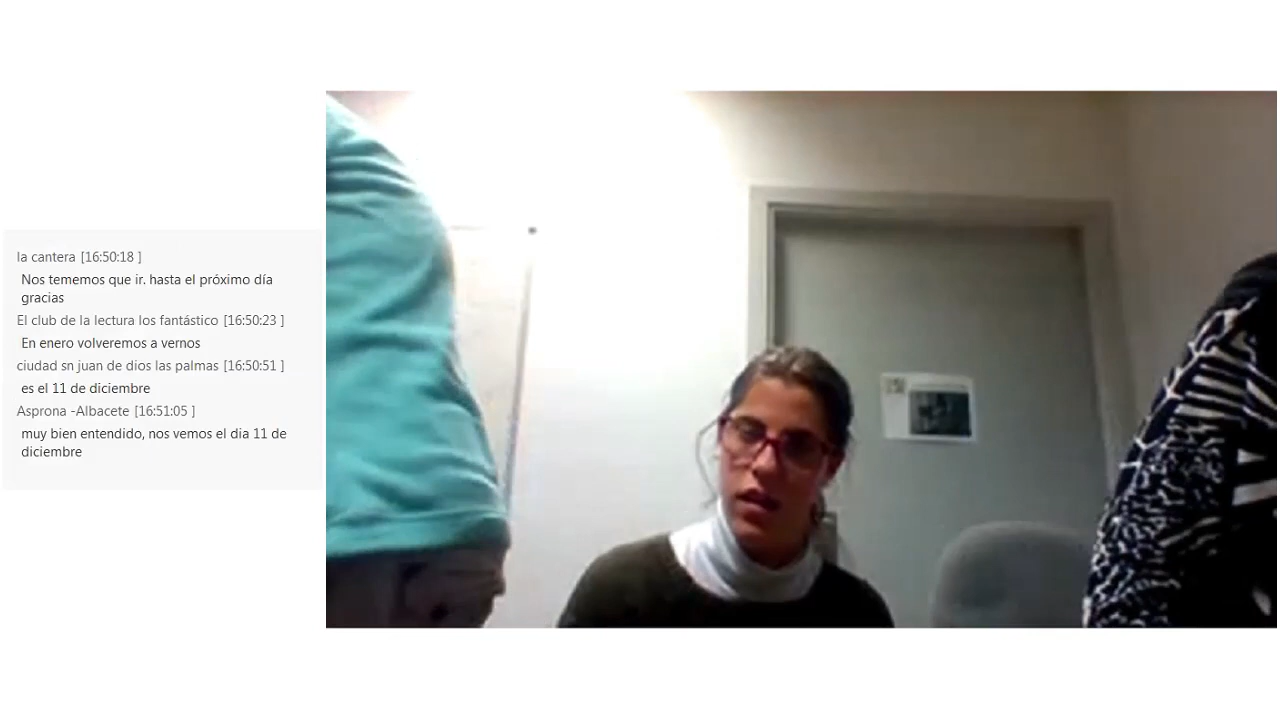 la cantera [16:50:18 ]
Nos tememos que ir. hasta el próximo día
gracias
El club de la lectura los fantástico [16:50:23 ]
En enero volveremos a vernos
ciudad sn juan de dios las palmas [16:50:51 ]
es el 11 de diciembre
Asprona -Albacete [16:51:05 ]
muy bien entendido, nos vemos el dia 11 de
diciembre